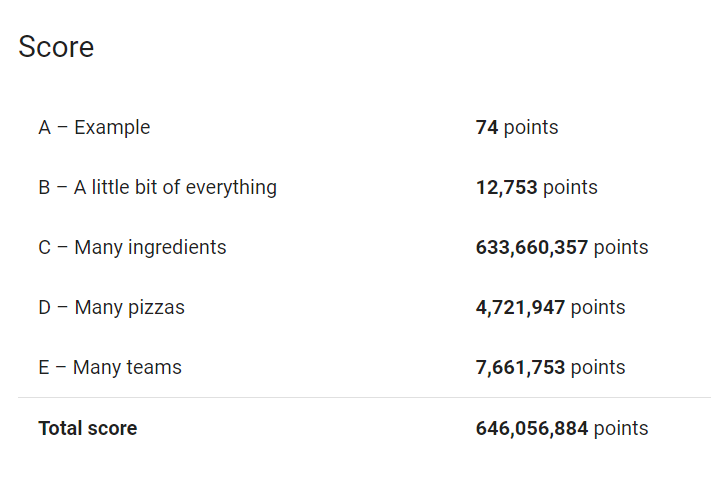 Score
A – Example 74 points
B – A little bit of everything 12,753 points
C – Many ingredients 633,660,357 points
D – Many pizzas 4,721,947 points
E – Many teams 7,661,753 points
Total score 646,056,884 points